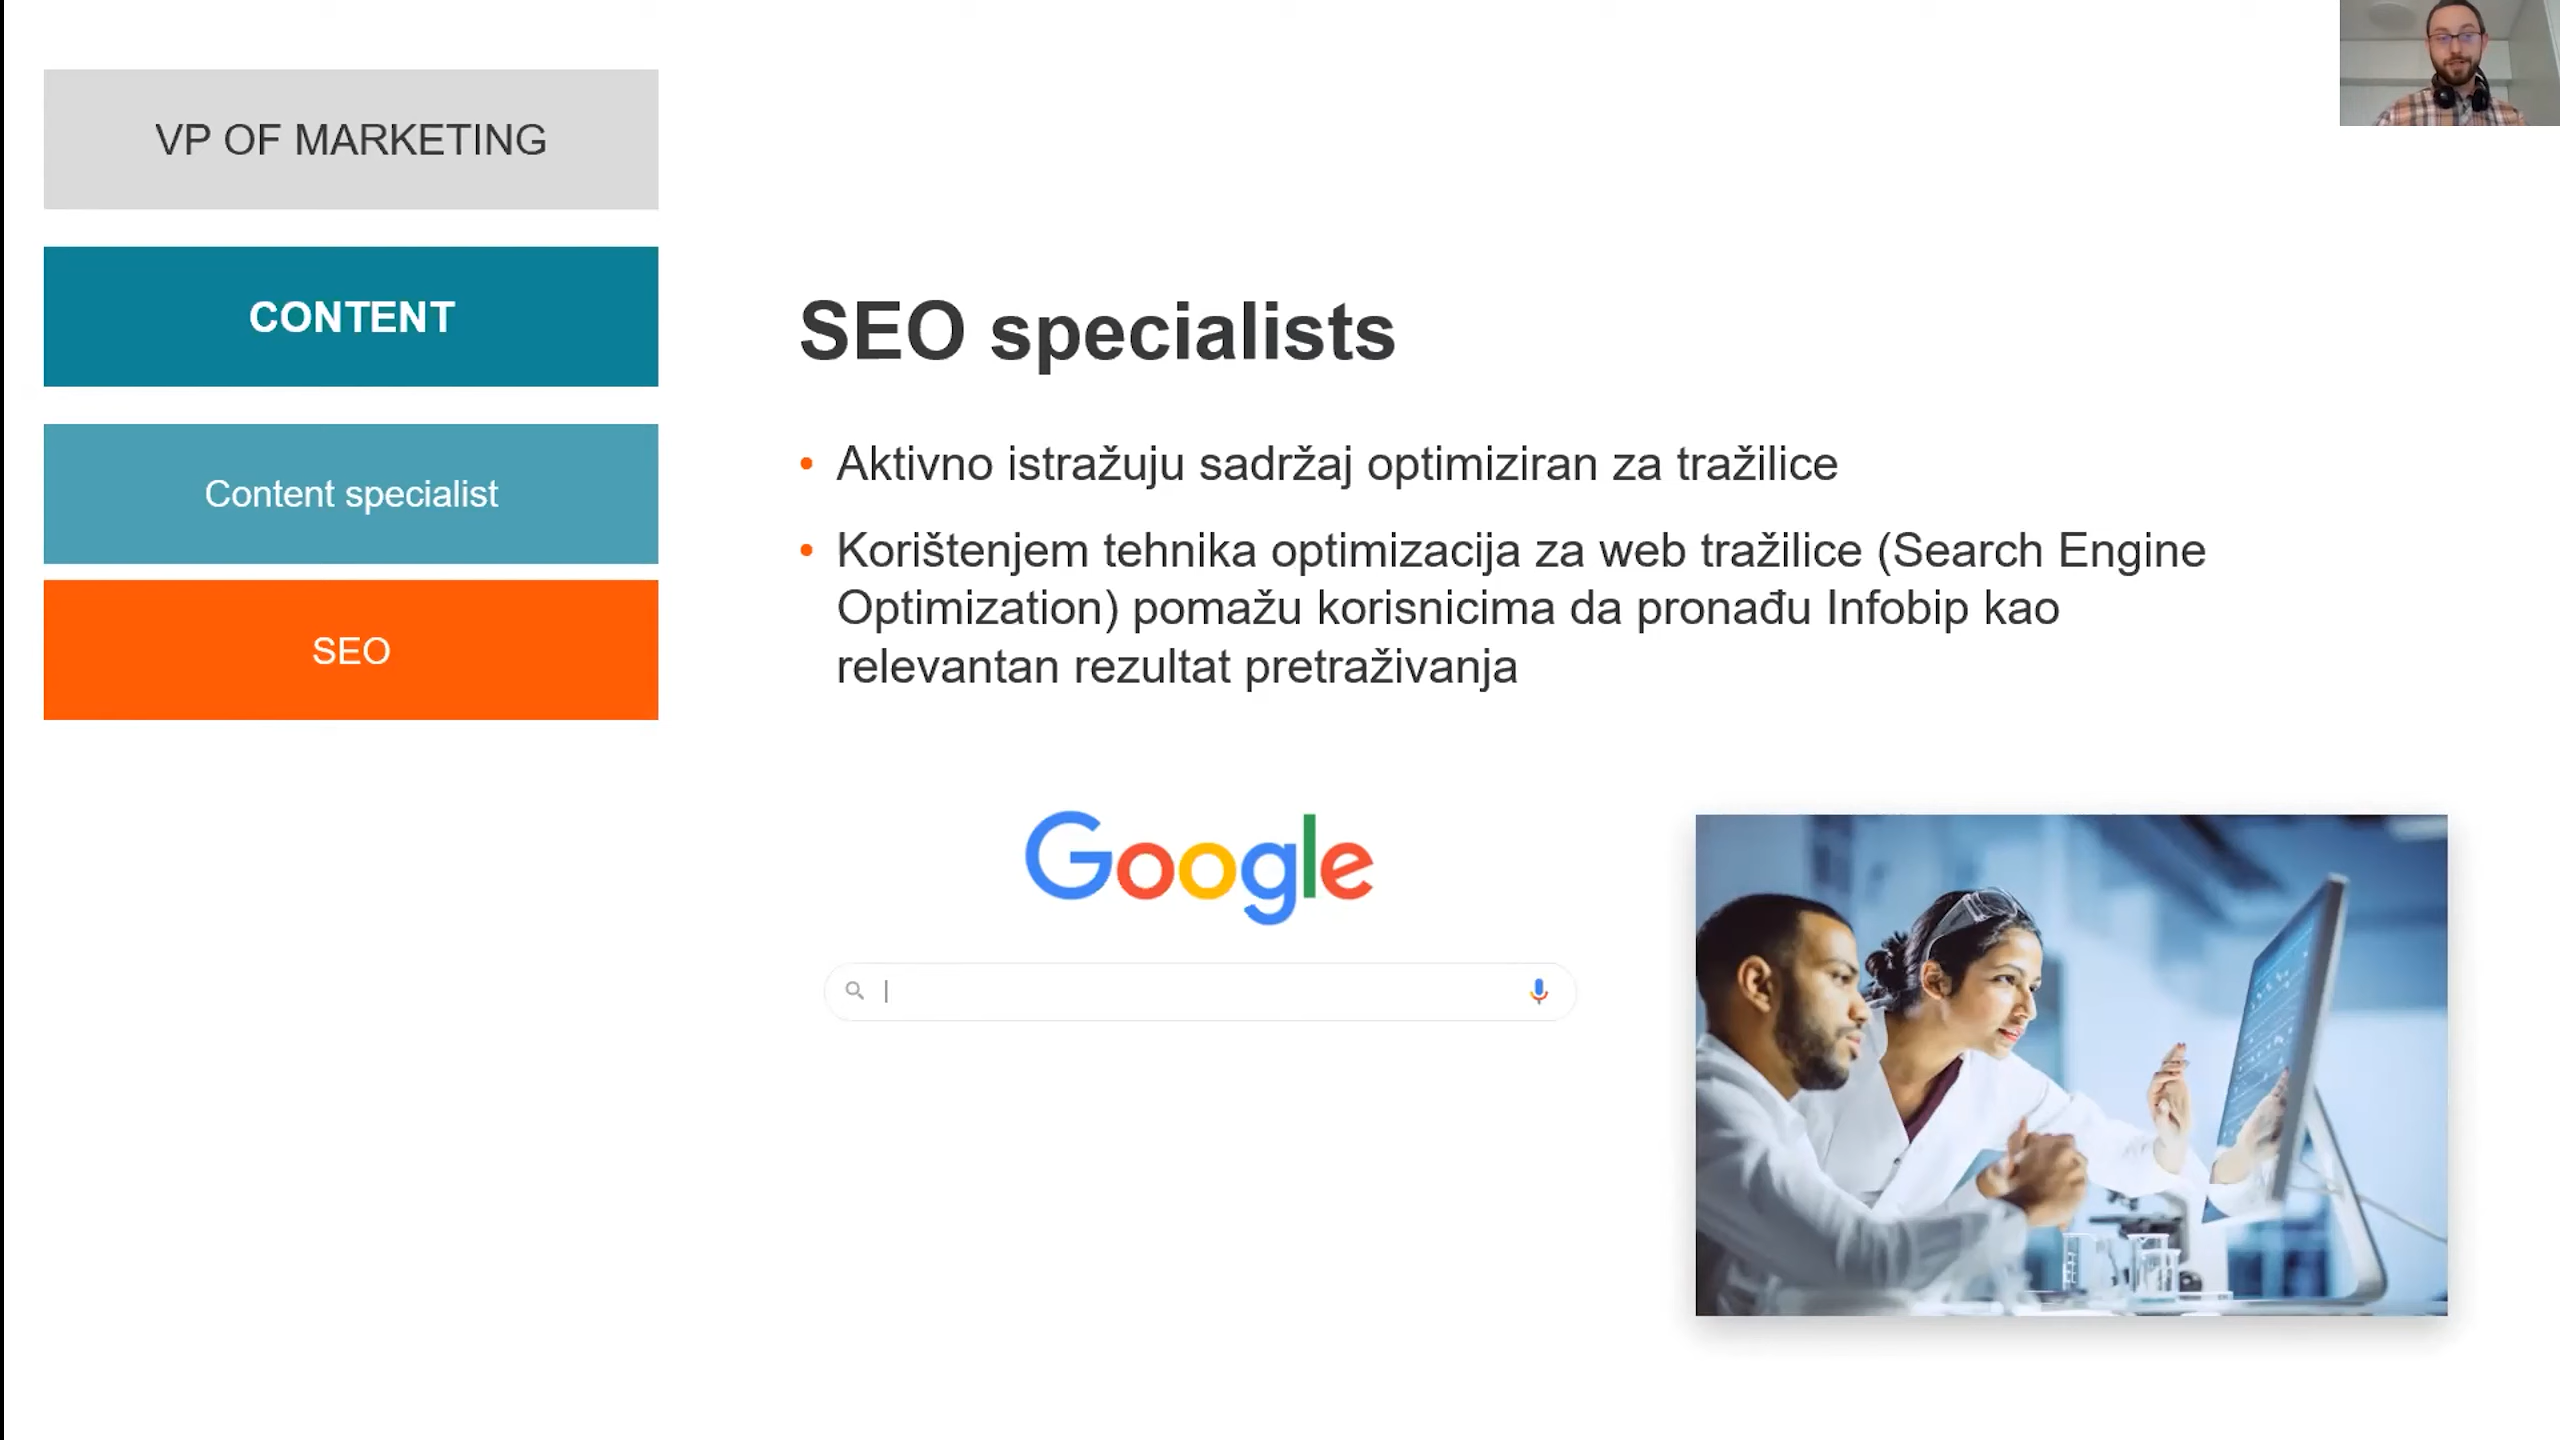 VP OF MARKETING
CONTENT
Content specialist
SEO
SEO specialists
• Aktivno istražuju sadržaj optimiziran za tražilice
• Korištenjem tehnika optimizacija za web tražilice (Search Engine
Optimization) pomažu korisnicima da pronađu Infobip kao
relevantan rezultat pretraživanja
Google